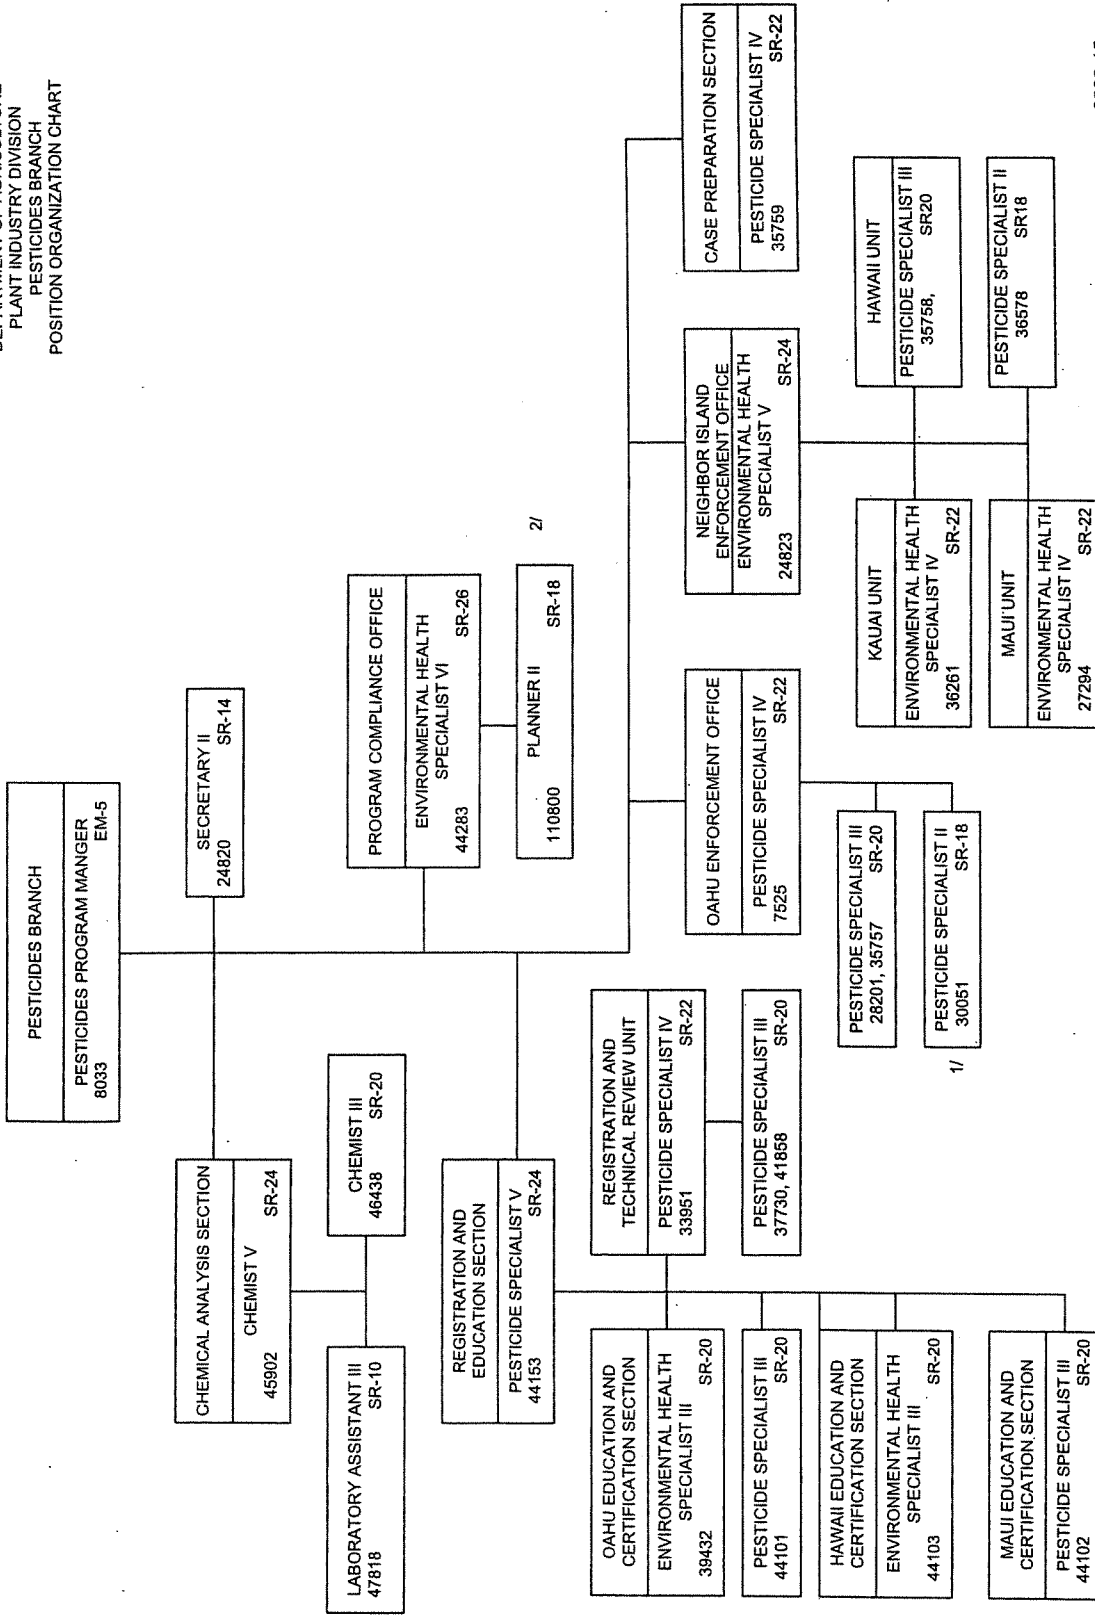 PLANT INDUSTRY DIVISION
PESTICIDES BRANCH
POSITION ORGANIZATION CHART
PESTICIDES BRANCH
PESTICIDES PROGRAM MANGER
8033 EM-5
SECRETARY II
24820 SR-14
CHEMICAL ANALYSIS SECTION
CHEMIST V
45902 SR-24
LABORATORY ASSISTANT III
47818 SR-10
CHEMIST III
46438 SR-20
PROGRAM COMPLIANCE OFFICE
ENVIRONMENTAL HEALTH
SPECIALIST VI
44283 SR-26
PLANNER II
110800 SR-18
2/
REGISTRATION AND
EDUCATION SECTION
PESTICIDE SPECIALIST V
44153 SR-24
OAHU EDUCATION AND
CERTIFICATION SECTION
ENVIRONMENTAL HEALTH
SPECIALIST III
39432 SR-20
PESTICIDE SPECIALIST III
44101 SR-20
HAWAII EDUCATION AND
CERTIFICATION SECTION
ENVIRONMENTAL HEALTH
SPECIALIST III
44103 SR-20
MAUI EDUCATION AND
CERTIFICATION SECTION
PESTICIDE SPECIALIST III
44102 SR-20
REGISTRATION AND
TECHNICAL REVIEW UNIT
PESTICIDE SPECIALIST IV
33951 SR-22
PESTICIDE SPECIALIST III
37730, 41858 SR-20
OAHU ENFORCEMENT OFFICE
PESTICIDE SPECIALIST IV
7525 SR-22
PESTICIDE SPECIALIST III
28201, 35757 SR-20
1/
PESTICIDE SPECIALIST II
30051 SR-18
NEIGHBOR ISLAND
ENFORCEMENT OFFICE
ENVIRONMENTAL HEALTH
SPECIALIST V
24823 SR-24
KAUAI UNIT
ENVIRONMENTAL HEALTH
SPECIALIST IV
36261 SR-22
MAUI UNIT
ENVIRONMENTAL HEALTH
SPECIALIST IV
27294 SR-22
HAWAII UNIT
PESTICIDE SPECIALIST III
35758, SR20
PESTICIDE SPECIALIST II
36578 SR18
CASE PREPARATION SECTION
PESTICIDE SPECIALIST IV
35759 SR-22